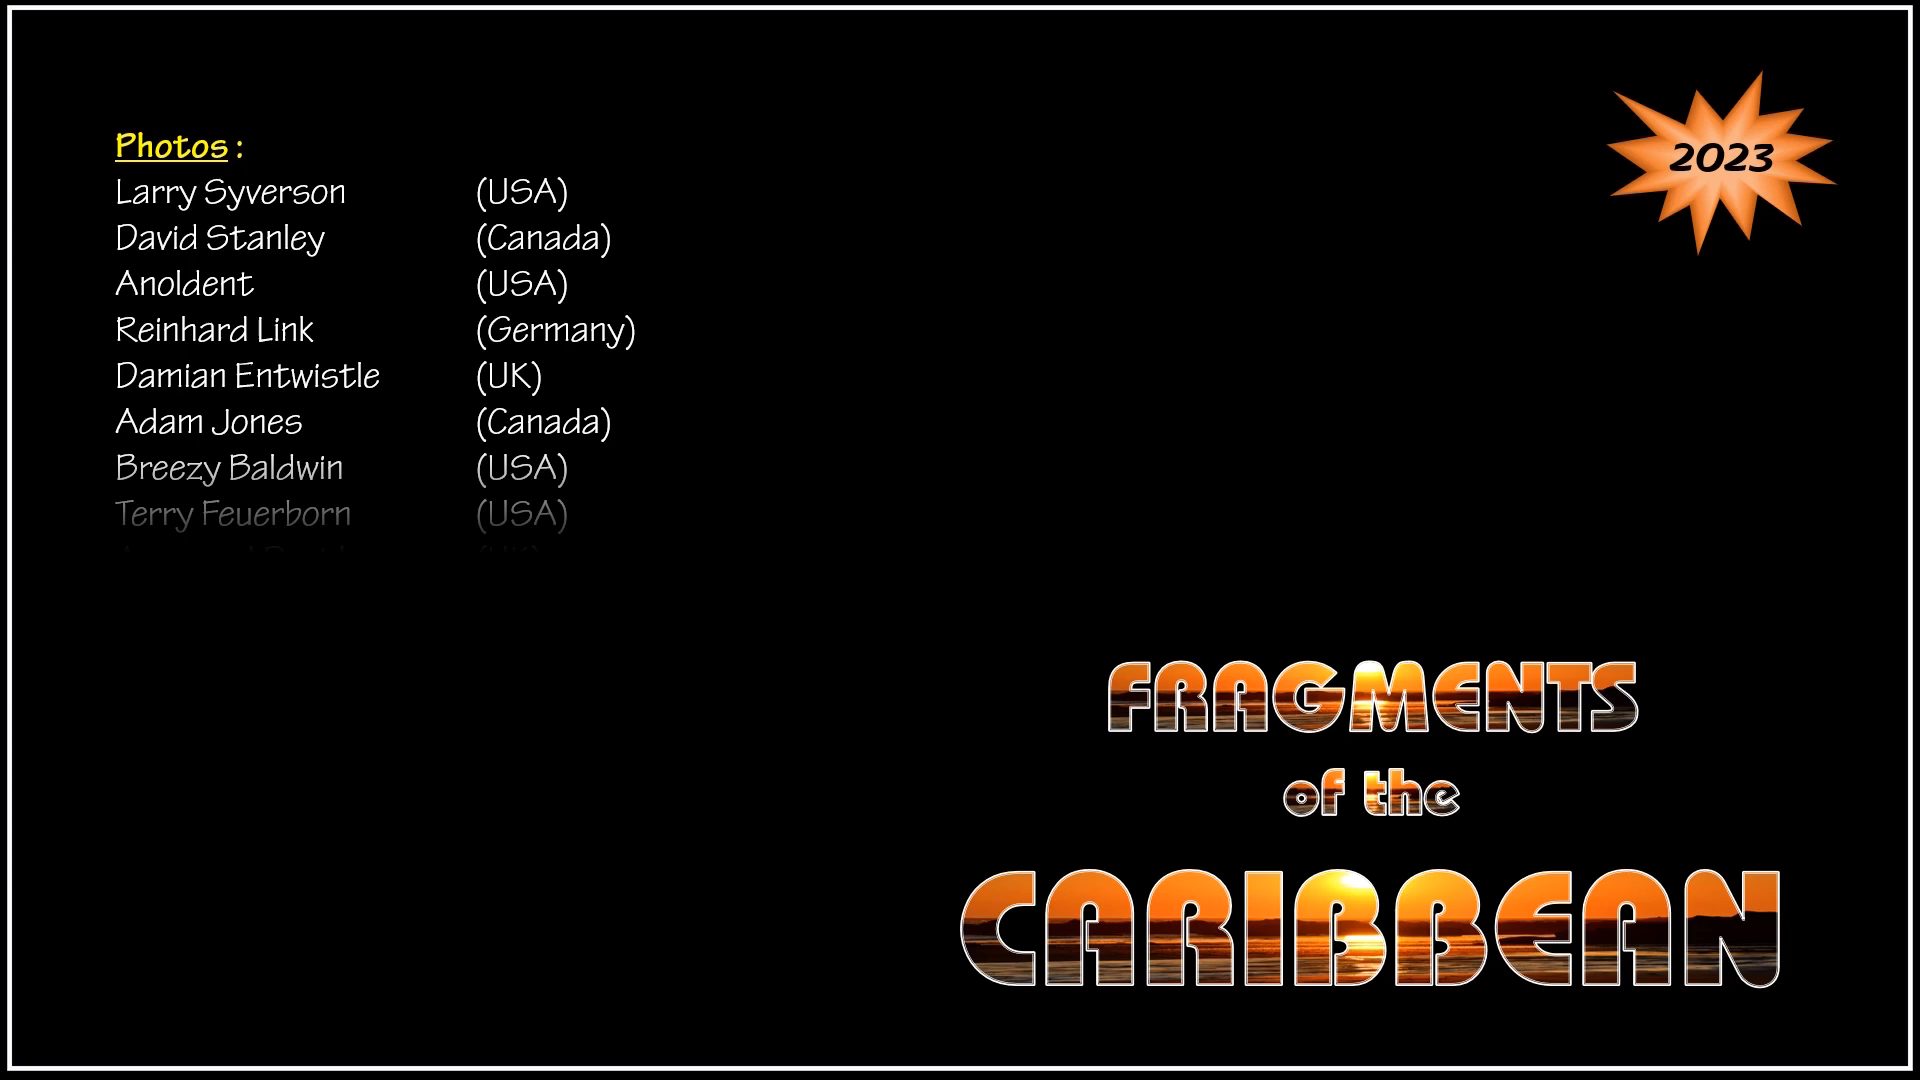 Photos :
Larry Syverson (USA)
David Stanley (Canada)
Anoldent (USA)
Reinhard Link (Germany)
Damian Entwistle (UK)
Adam Jones (Canada)
Breezy Baldwin (USA)
Terry Feuerborn (USA)
(UK)
2023
FRAGMENTS
of the
CARIBBEAN